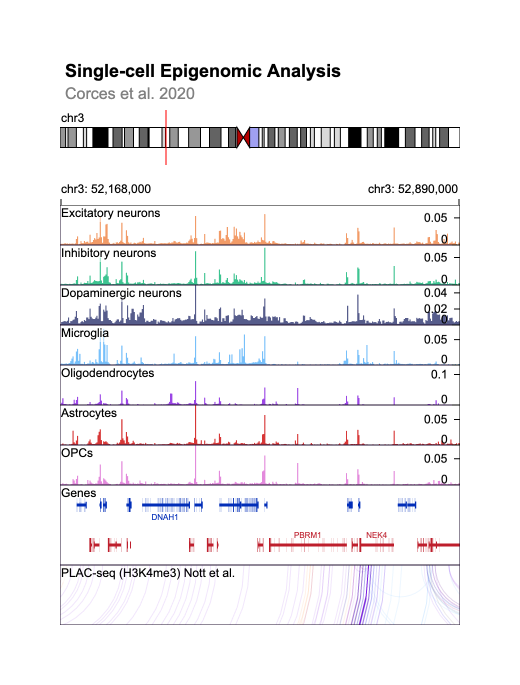 Single-cell Epigenomic Analysis
Corces et al. 2020
chr3
chr3: 52,168,000 chr3: 52,890,000
Excitatory neurons
0.05
0
Inhibitory neurons
0.05
0
Dopaminergic neurons
0.04
0.02
0
Microglia
0.05
0
Oligodendrocytes
0.1
0
Astrocytes
0.05
0
OPCs
0.05
0
Genes
DNAH1
PBRM1 NEK4
PLAC-seq (H3K4me3) Nott et al.